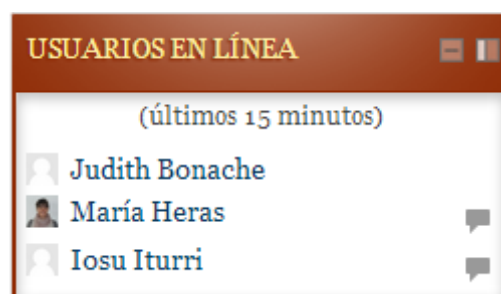 USUARIOS EN LÍNEA
(últimos 15 minutos)
Judith Bonache
María Heras
Iosu Iturri